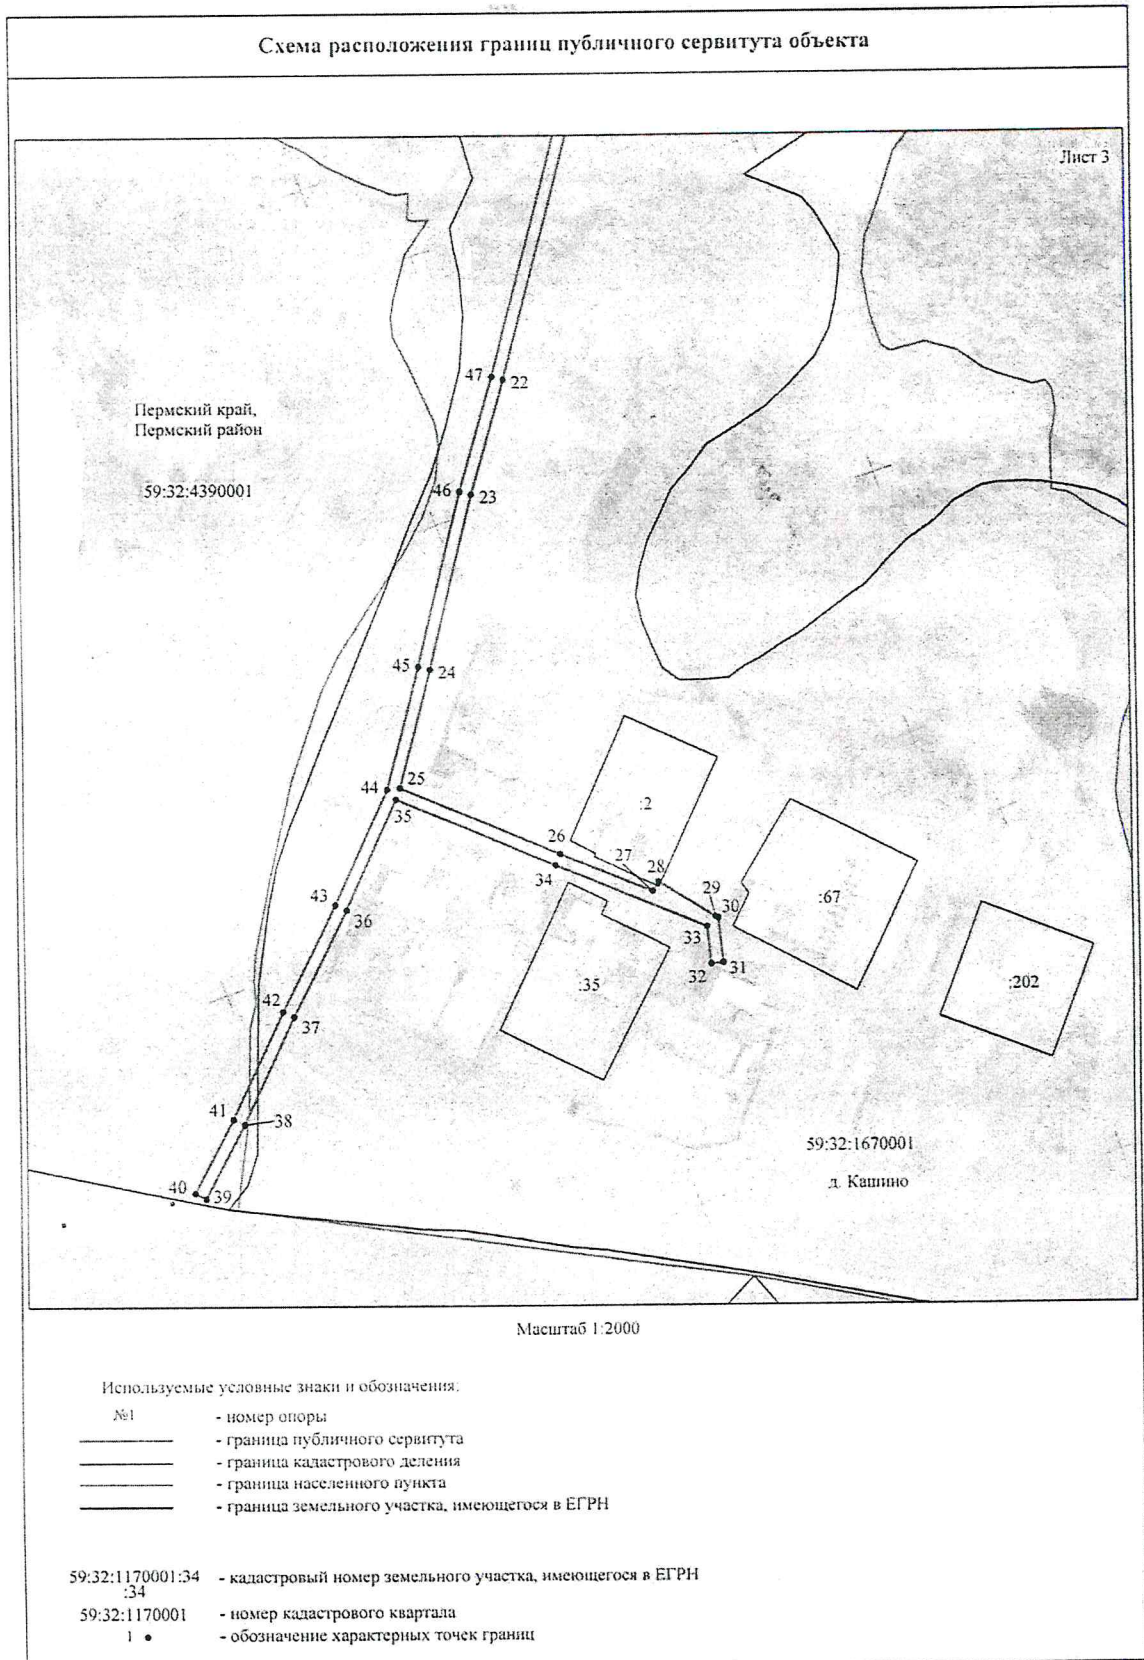 Схема расположения границ публичного сервитута объекта
Лист 3
47
22
Пермский край,
Пермский район
59:32:4390001
46
23
45
24
25
44
35
:2
26
27
28
34
29
30
:67
43
36
33
32
31
:35
:202
42
37
41
38
59:32:1670001
д. Кашино
40
39
Масштаб 1:2000
Используемые условные знаки и обозначения:
№1 - номер опоры
- граница публичного сервитута
- граница кадастрового деления
- граница населенного пункта
- граница земельного участка, имеющегося в ЕГРН
59:32:1170001:34 - кадастровый номер земельного участка, имеющегося в ЕГРН
:34
59:32:1170001 - номер кадастрового квартала
1 - обозначение характерных точек границ